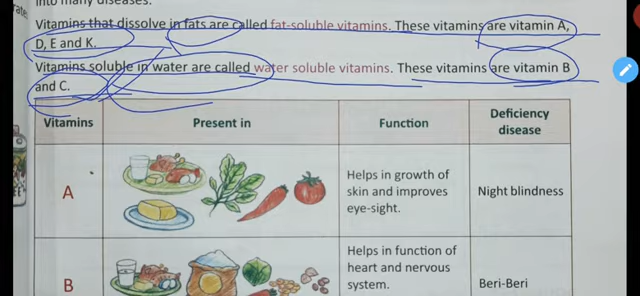 into many diseases.
Vitamins that dissolve in fats are called fat-soluble vitamins. These vitamins are vitamin A,
D, E and K.
Vitamins soluble in water are called water soluble vitamins. These vitamins are vitamin B
and C.
Vitamins Present in Function Deficiency disease
A Helps in growth of skin and improves eye-sight. Night blindness
B Helps in function of heart and nervous system. Beri-Beri